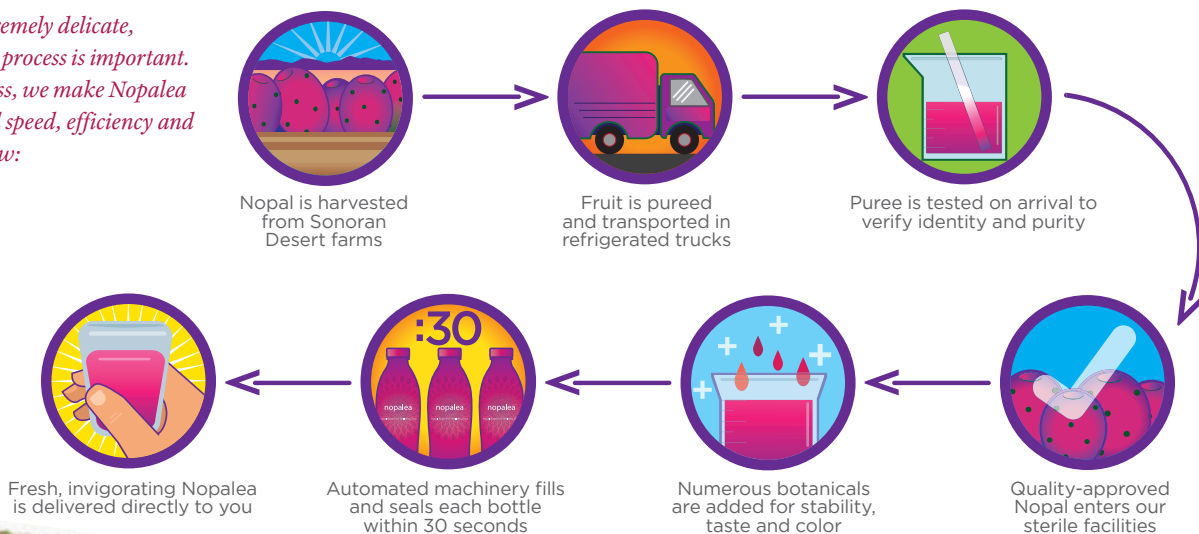 remely delicate,
process is important.
ss, we make Nopalea
speed, efficiency and
w:
Nopal is harvested
from Sonoran
Desert farms
Fruit is pureed
and transported in
refrigerated trucks
Puree is tested on arrival to
verify identity and purity
Quality-approved
Nopal enters our
sterile facilities
Numerous botanicals
are added for stability,
taste and color
:30
nopalea
nopalea
nopalea
Automated machinery fills
and seals each bottle
within 30 seconds
Fresh, invigorating Nopalea
is delivered directly to you